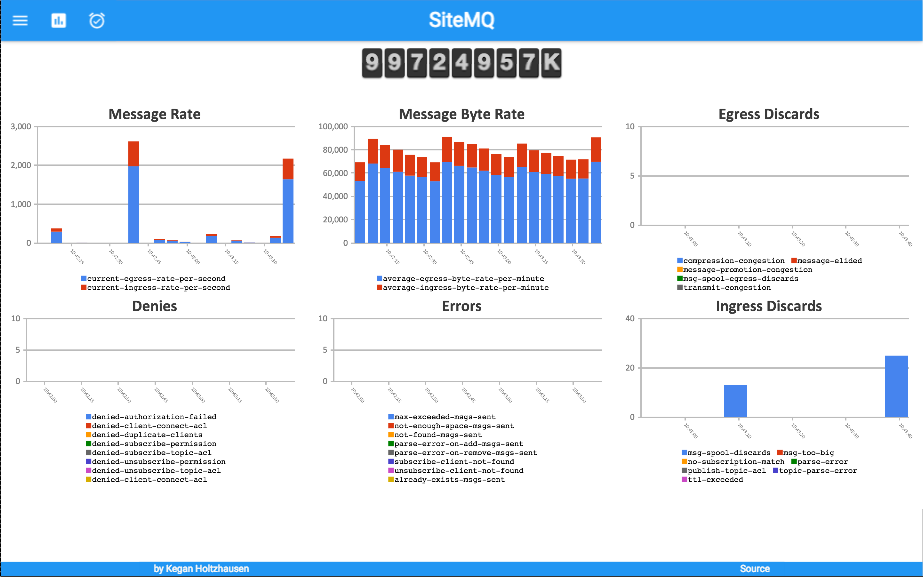 SiteMQ
99724957K
Message Rate
3,000
2,000
1,000
0
current-egress-rate-per-second
current-ingress-rate-per-second
Message Byte Rate
100,000
80,000
60,000
40,000
20,000
0
average-egress-byte-rate-per-minute
average-ingress-byte-rate-per-minute
Egress Discards
10
5
0
compression-congestion message-elided
message-promotion-congestion
msg-spool-egress-discards
transmit-congestion
Denies
10
5
0
denied-authorization-failed
denied-client-connect-acl
denied-duplicate-clients
denied-subscribe-permission
denied-subscribe-topic-acl
denied-unsubscribe-permission
denied-unsubscribe-topic-acl
denied-client-connect-acl
Errors
10
5
0
max-exceeded-msgs-sent
not-enough-space-msgs-sent
not-found-msgs-sent
parse-error-on-add-msgs-sent
parse-error-on-remove-msgs-sent
subscribe-client-not-found
unsubscribe-client-not-found
already-exists-msgs-sent
Ingress Discards
40
20
0
msg-spool-discards msg-too-big
no-subscription-match parse-error
publish-topic-acl topic-parse-error
ttl-exceeded
by Kegan Holtzhausen
Source